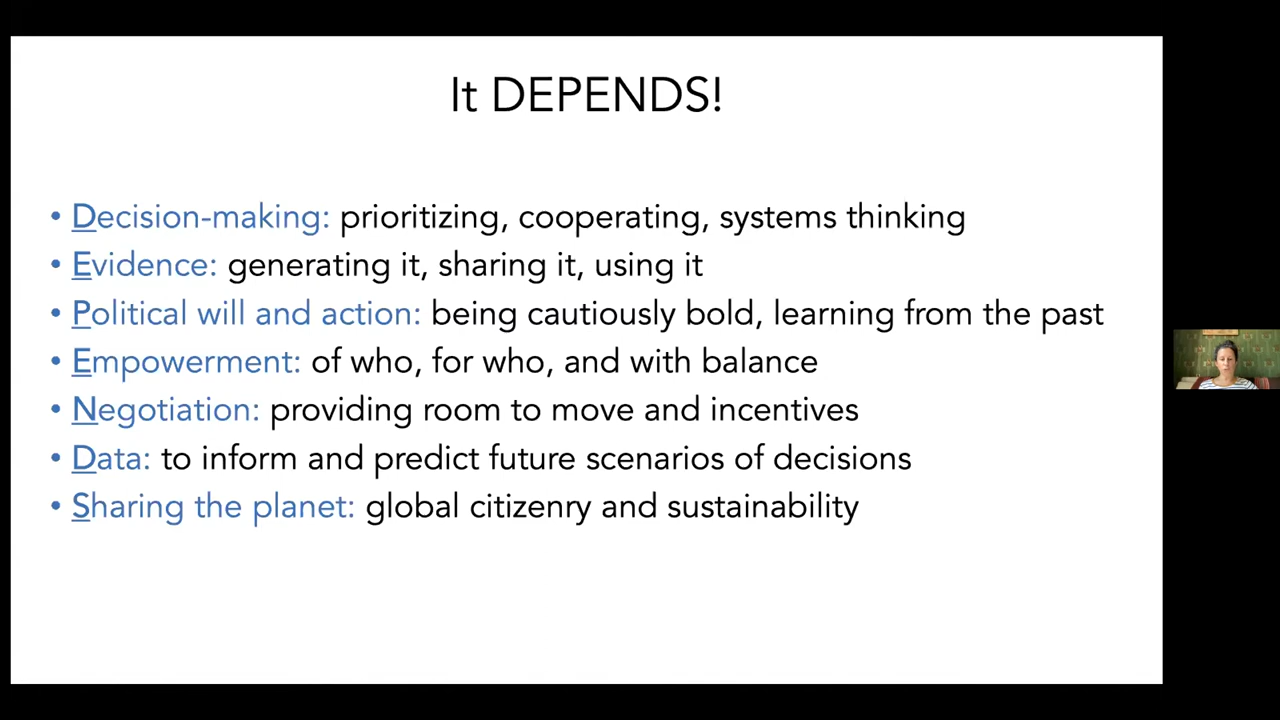 It DEPENDS!
• Decision-making: prioritizing, cooperating, systems thinking
• Evidence: generating it, sharing it, using it
• Political will and action: being cautiously bold, learning from the past
• Empowerment: of who, for who, and with balance
• Negotiation: providing room to move and incentives
• Data: to inform and predict future scenarios of decisions
• Sharing the planet: global citizenry and sustainability